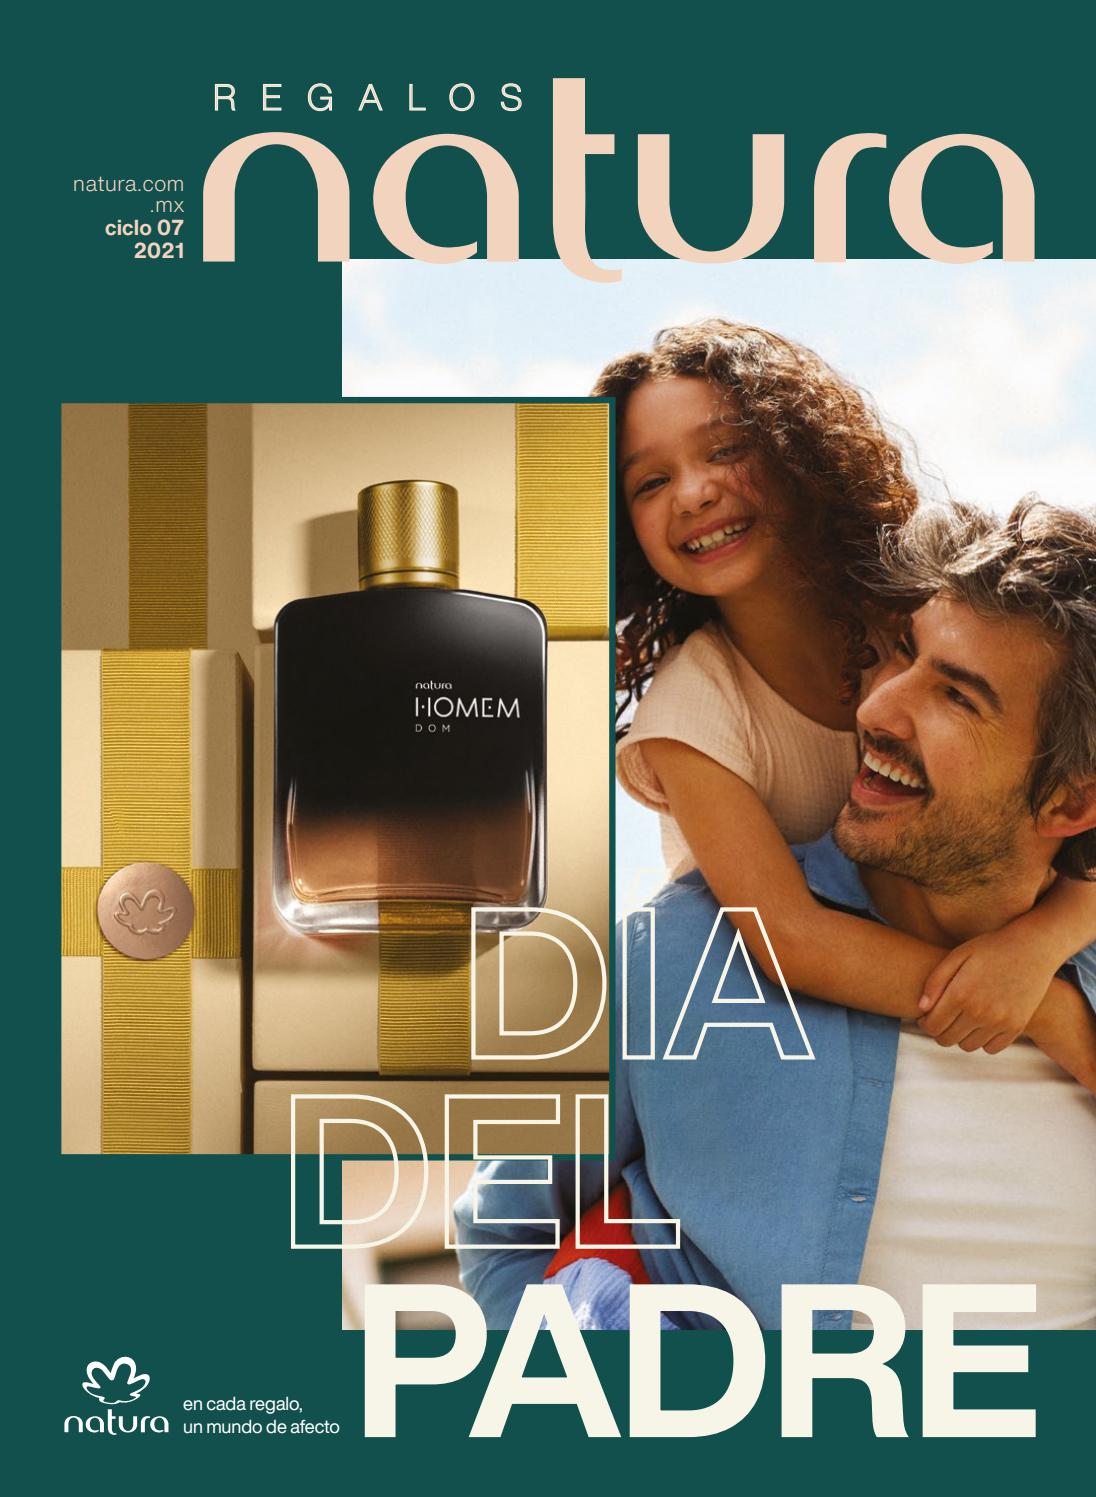 REGALOS
natura
natura.com
.mx
ciclo 07
2021
natura
HOMEM
DOM
DÍA
DEL
PADRE
natura
en cada regalo,
un mundo de afecto